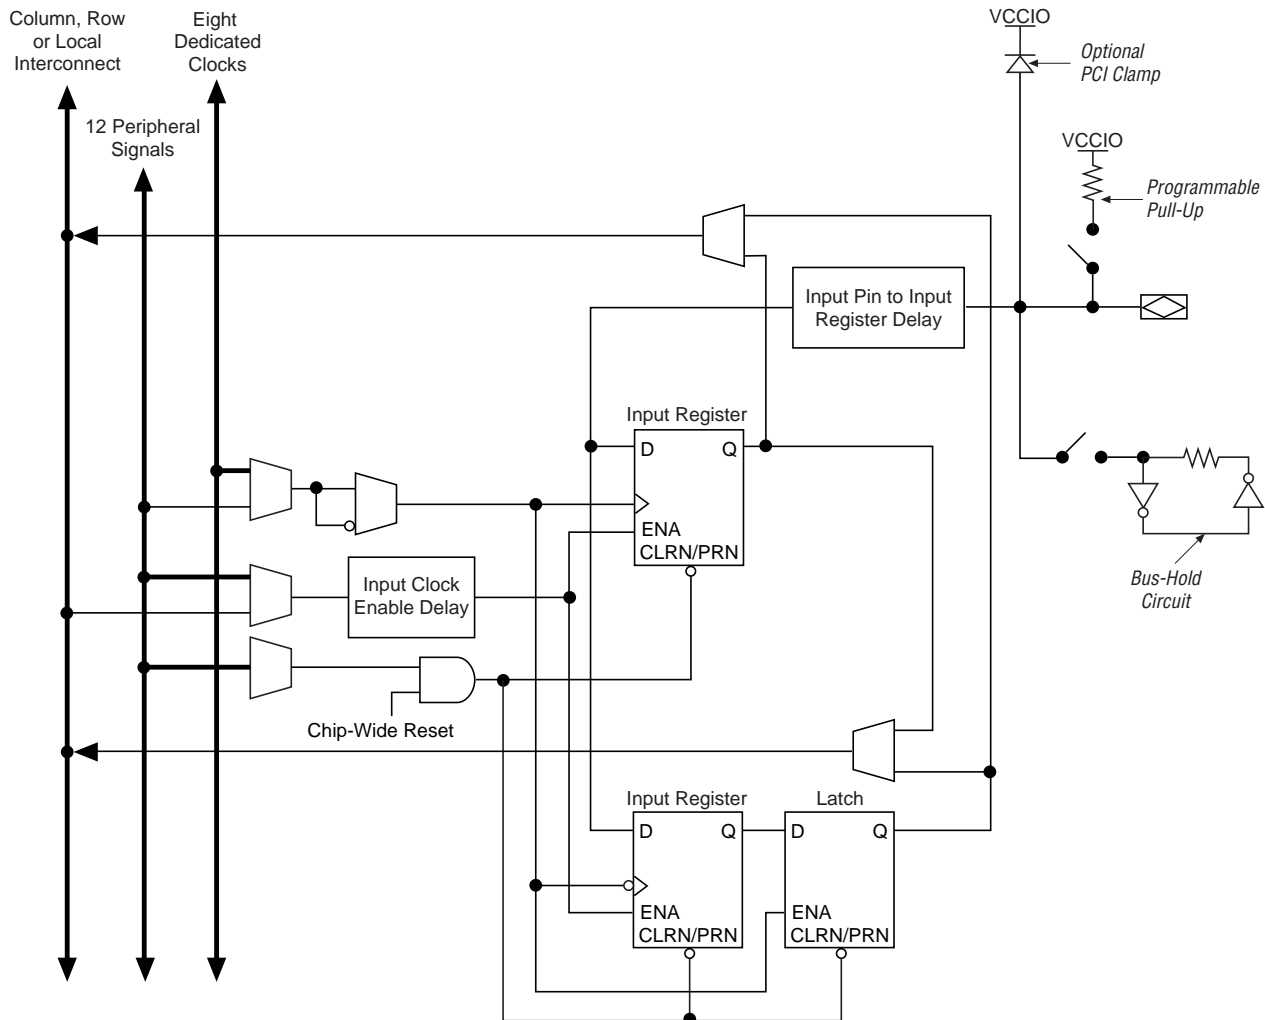 Column, Row
or Local
Interconnect
Eight
Dedicated
Clocks
12 Peripheral
Signals
VCCIO
Optional
PCI Clamp
VCCIO
Programmable
Pull-Up
Input Pin to Input
Register Delay
Input Register
D
Q
ENA
CLRN/PRN
Input Clock
Enable Delay
Chip-Wide Reset
Bus-Hold
Circuit
Input Register
D
Q
ENA
CLRN/PRN
Latch
D
Q
ENA
CLRN/PRN